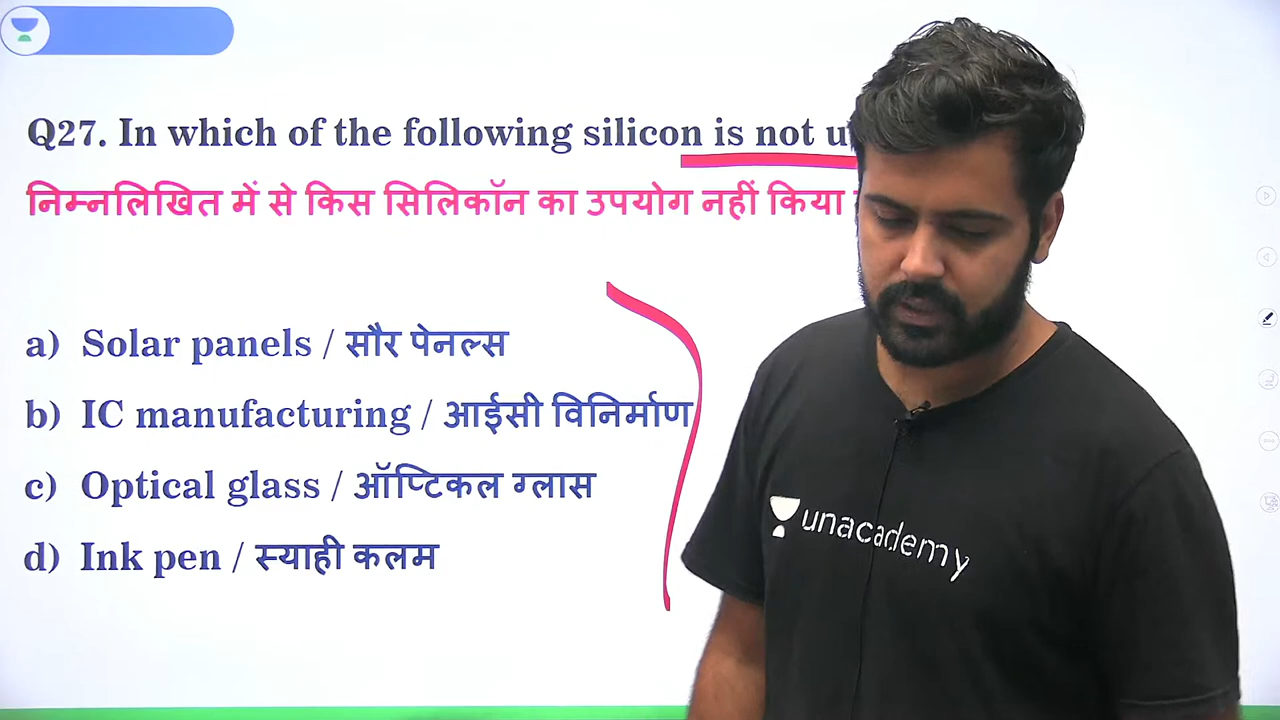 Q27. In which of the following silicon is not
निम्नलिखित में से किस सिलिकॉन का उपयोग नहीं किया
a) Solar panels / सौर पेनल्स
b) IC manufacturing / आईसी विनिर्माण
c) Optical glass / ऑप्टिकल ग्लास
d) Ink pen / स्याही कलम
unacademy